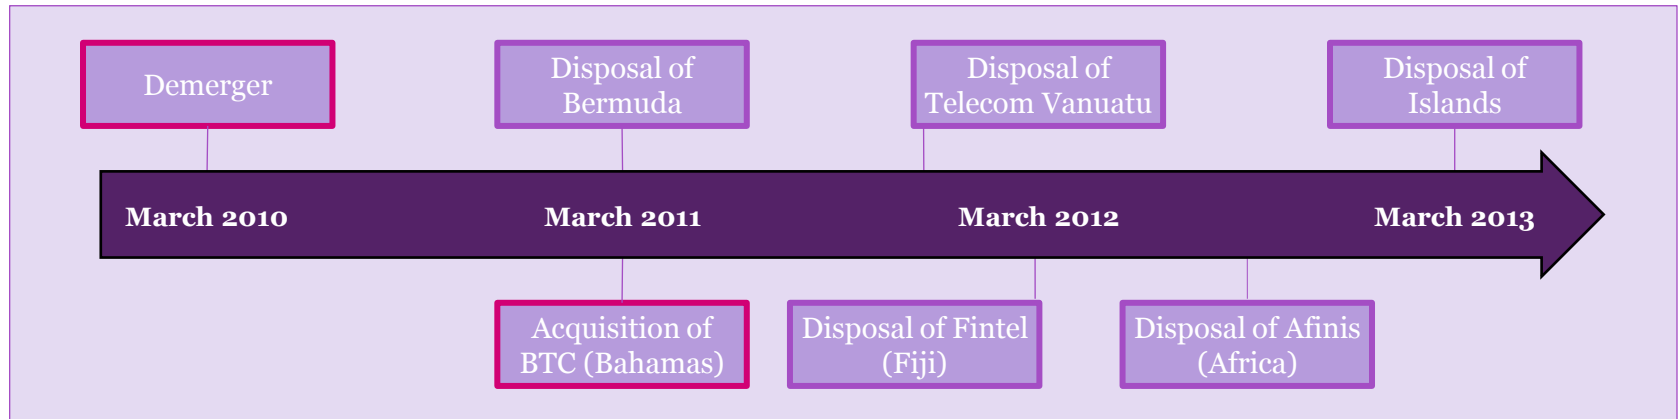 Demerger
Disposal of
Bermuda
Disposal of
Telecom Vanuatu
Disposal of
Islands
March 2010
March 2011
March 2012
March 2013
Acquisition of
BTC (Bahamas)
Disposal of Fintel
(Fiji)
Disposal of Afinis
(Africa)